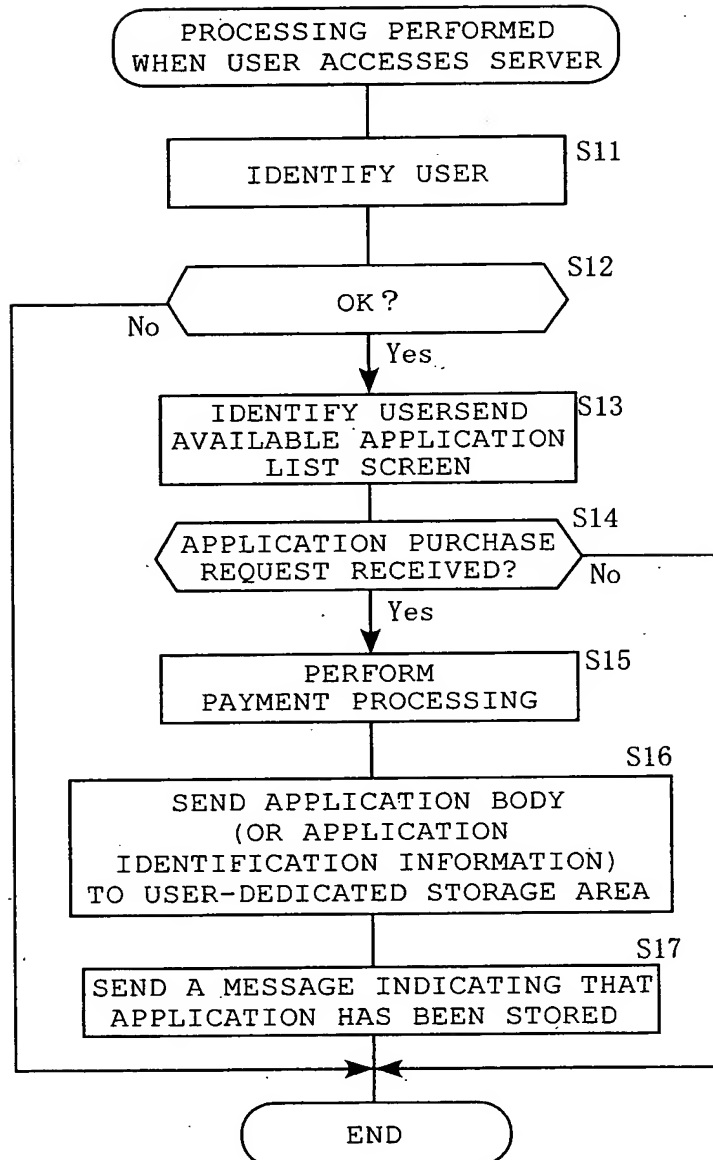 PROCESSING PERFORMED
WHEN USER ACCESSES SERVER
S11
IDENTIFY USER
S12
OK?
No
Yes
S13
IDENTIFY USERSEND
AVAILABLE APPLICATION
LIST SCREEN
S14
APPLICATION PURCHASE
REQUEST RECEIVED?
No
Yes
S15
PERFORM
PAYMENT PROCESSING
S16
SEND APPLICATION BODY
(OR APPLICATION
IDENTIFICATION INFORMATION)
TO USER-DEDICATED STORAGE AREA
S17
SEND A MESSAGE INDICATING THAT
APPLICATION HAS BEEN STORED
END